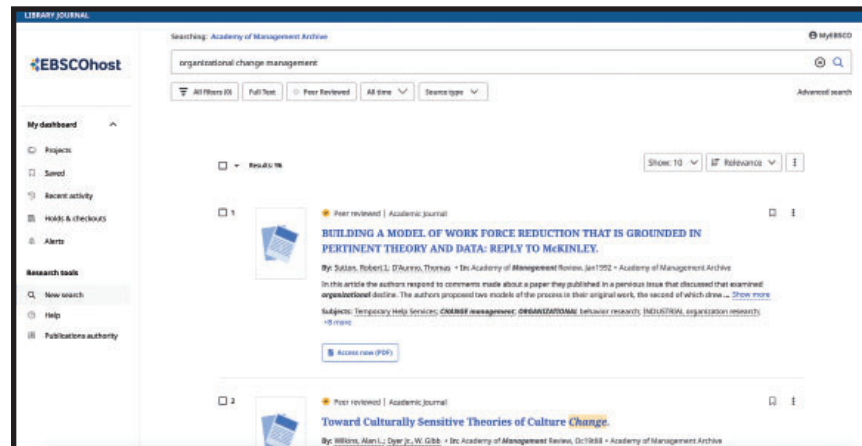 LIBRARY JOURNAL
Searching: Academy of Management Archive
MyEBSCO
EBSCOhost
organizational change management
All filters (0)
Full Text
Peer Reviewed
All time
Source type
Advanced search
My dashboard
Projects
Saved
Recent activity
Holds & checkouts
Alerts
Research tools
New search
Help
Publications authority
Results: 96
Show: 10
Relevance
1
Peer reviewed | Academic Journal
BUILDING A MODEL OF WORK FORCE REDUCTION THAT IS GROUNDED IN
PERTINENT THEORY AND DATA: REPLY TO McKINLEY.
By: Sutton, Robert I.; D'Aunno, Thomas • In: Academy of Management Review, Jan1992 • Academy of Management Archive
In this article the authors respond to comments made about a paper they published in a pervious issue that discussed that examined
organizational decline. The authors proposed two models of the process in their original work, the second of which drew ... Show more
Subjects: Temporary Help Services; CHANGE management; ORGANIZATIONAL behavior research; INDUSTRIAL organization research;
+8 more
Access now (PDF)
2
Peer reviewed | Academic Journal
Toward Culturally Sensitive Theories of Culture Change.
By: Wilkins, Alan L.; Dyer Jr., W. Gibb • In: Academy of Management Review, Oct1988 • Academy of Management Archive